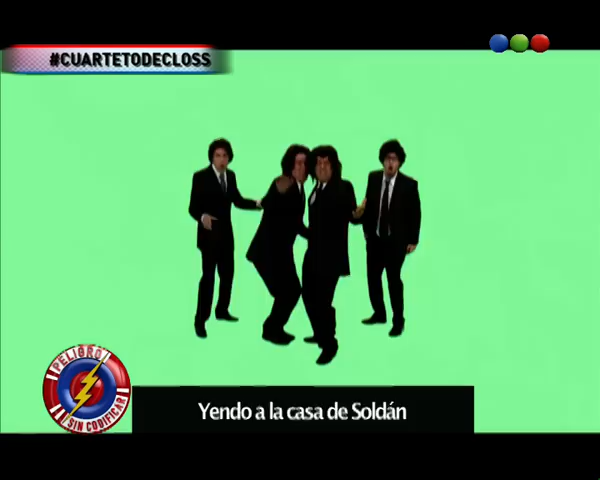 #CUARTETODECLOSS
PELIGRO
SIN CODIFICAR
Yendo a la casa de Soldán